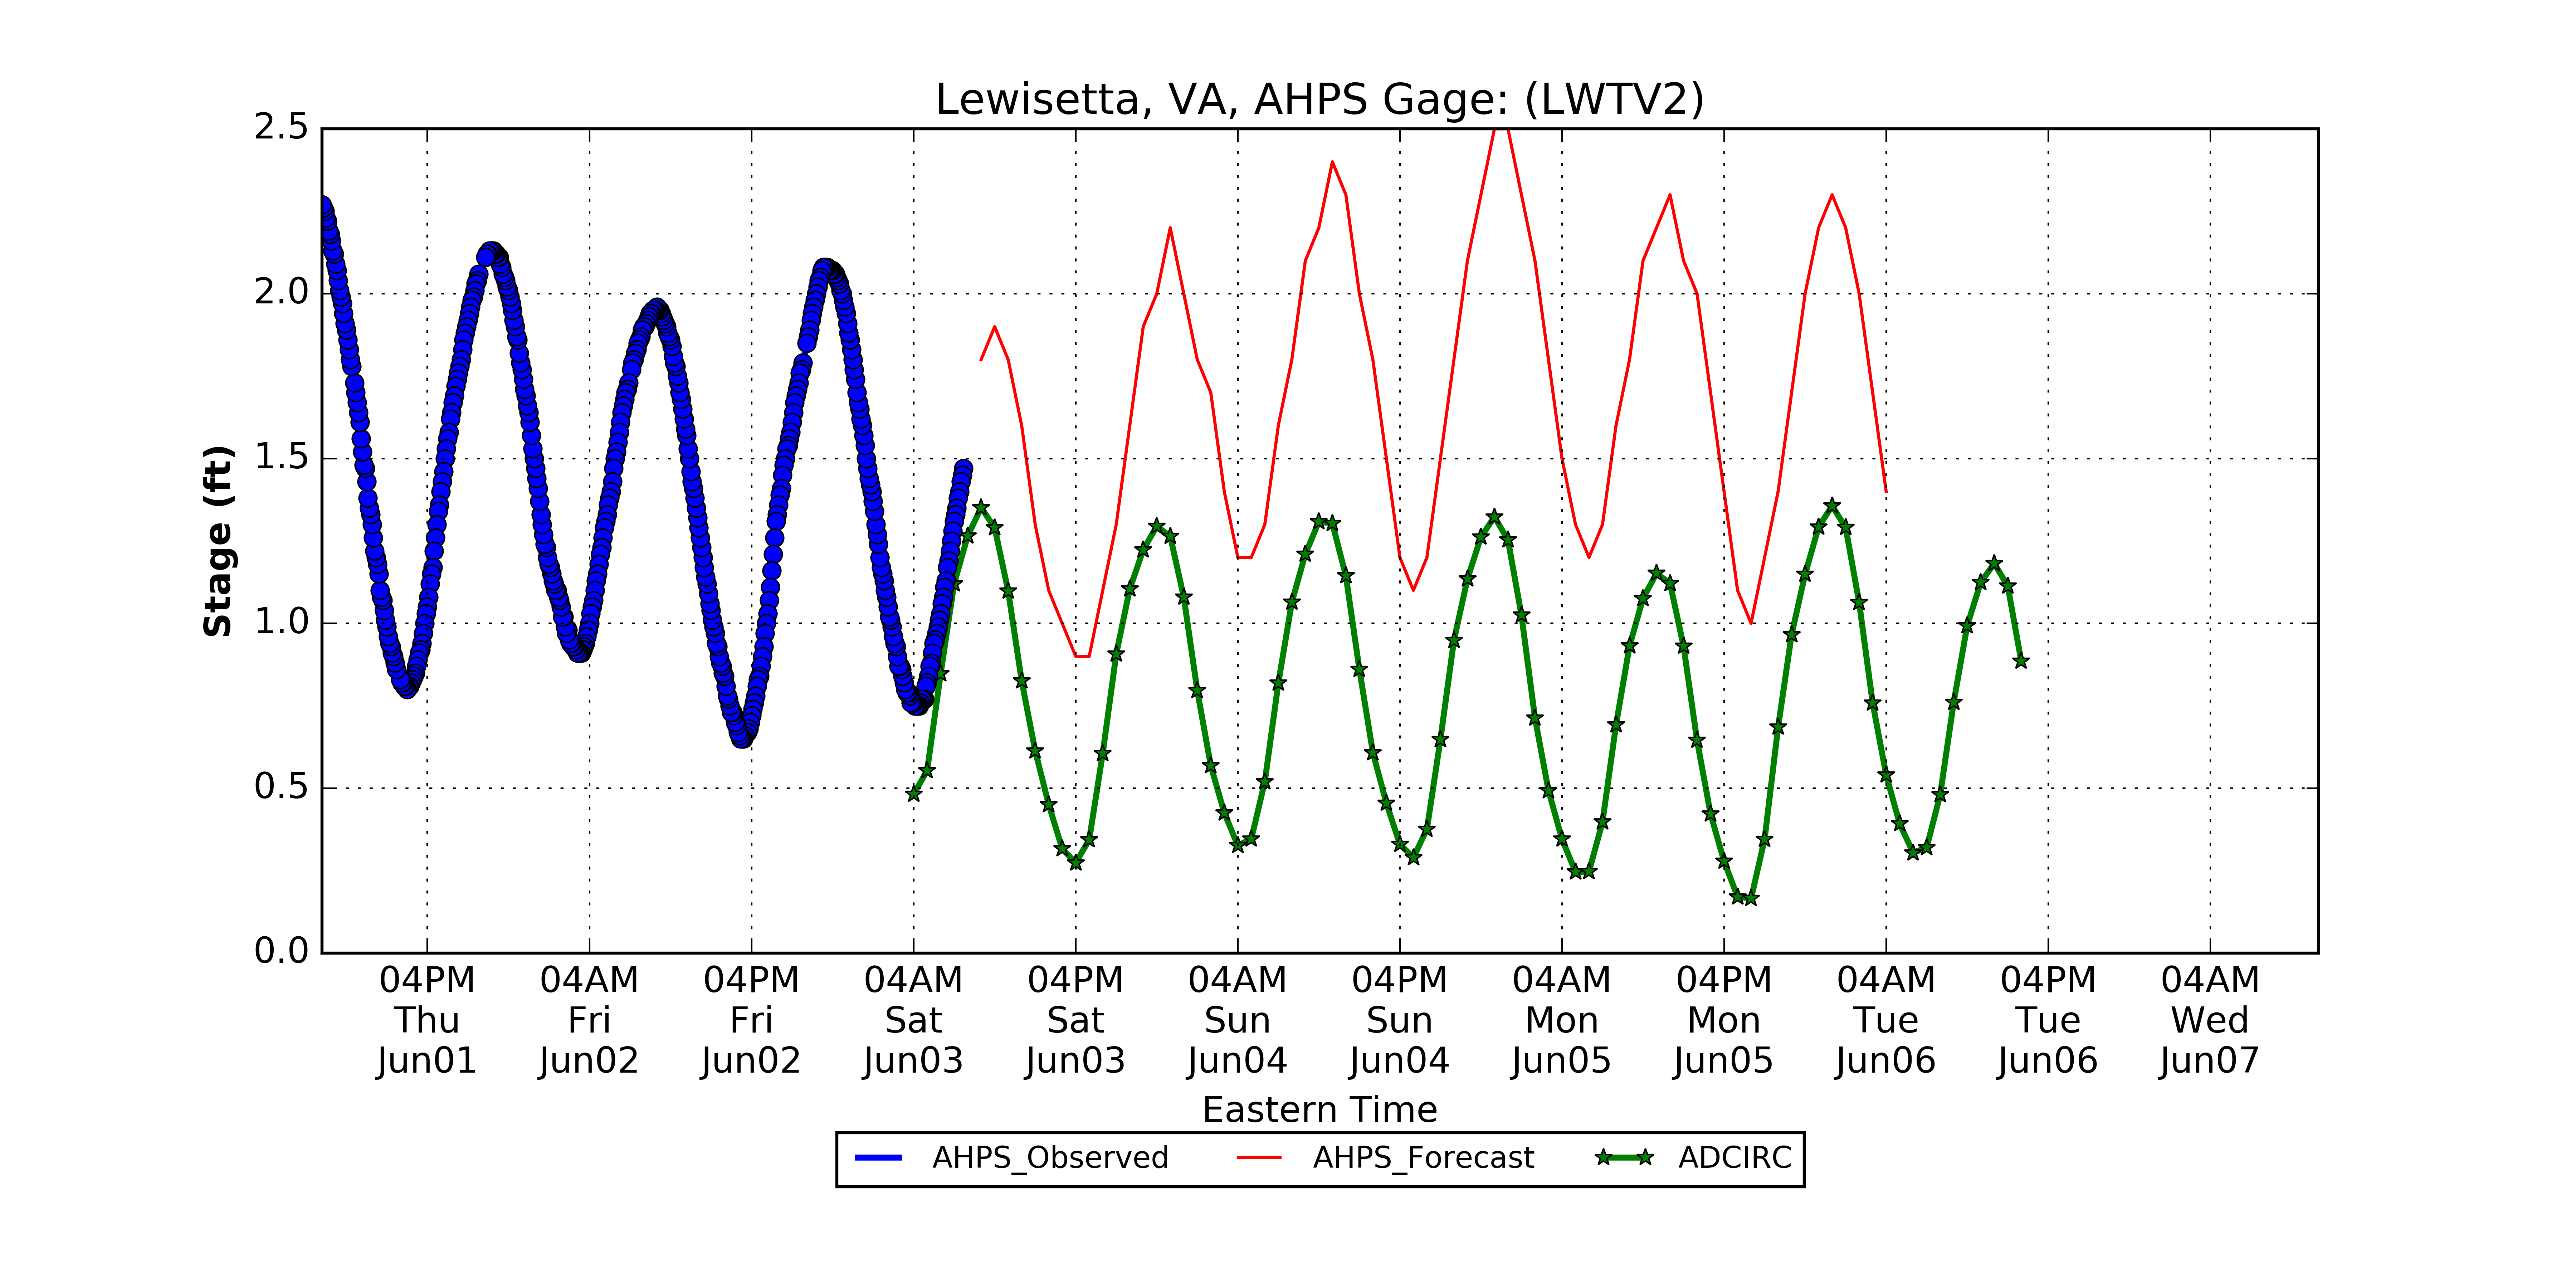 Lewisetta, VA, AHPS Gage: (LWTV2)
2.5
2.0
1.5
1.0
0.5
0.0
Stage (ft)
04PM 04AM 04PM 04AM 04PM 04AM 04PM 04AM 04PM 04AM 04PM 04AM
Thu Fri Fri Sat Sat Sun Sun Mon Mon Tue Tue Wed
Jun01 Jun02 Jun02 Jun03 Jun03 Jun04 Jun04 Jun05 Jun05 Jun06 Jun06 Jun07
Eastern Time
AHPS_Observed AHPS_Forecast ADCIRC